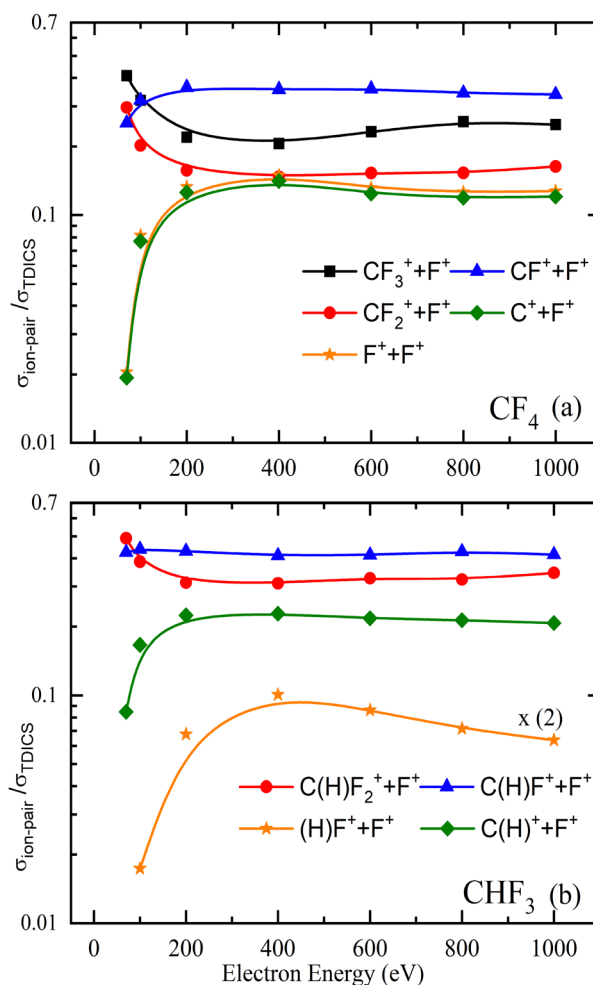 0.7
0.1
0.01
σion-pair/σTDICS
CF3++F+ CF++F+
CF2++F+ C++F+
F++F+
CF4 (a)
0 200 400 600 800 1000
0.7
0.1
0.01
σion-pair/σTDICS
x (2)
C(H)F2++F+ C(H)F++F+
(H)F++F+ C(H)++F+
CHF3 (b)
0 200 400 600 800 1000
Electron Energy (eV)